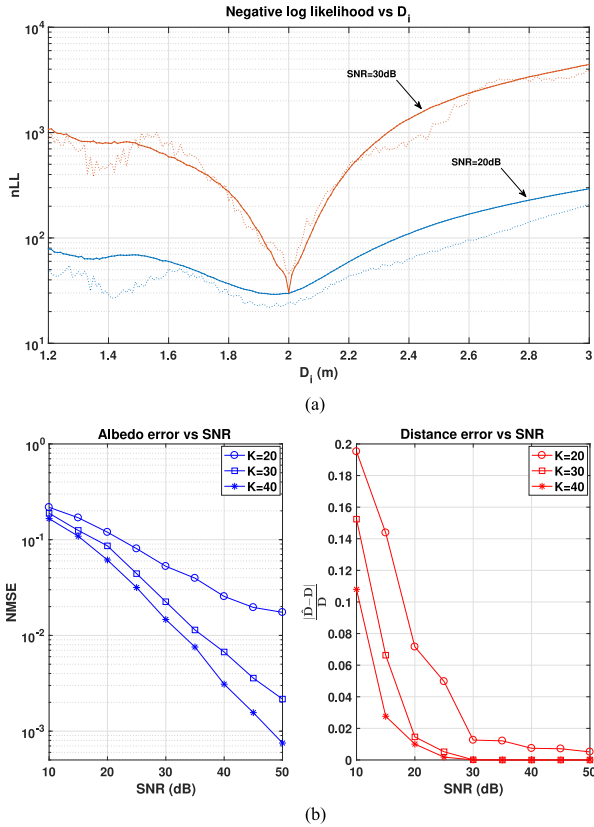 Negative log likelihood vs D_i
nLL
10^4
10^3
10^2
10^1
SNR=30dB
SNR=20dB
1.2 1.4 1.6 1.8 2 2.2 2.4 2.6 2.8 3
D_i (m)
(a)
Albedo error vs SNR
NMSE
10^0
10^-1
10^-2
10^-3
K=20
K=30
K=40
10 20 30 40 50
SNR (dB)
Distance error vs SNR
|D̂−D|
D
0.2
0.18
0.16
0.14
0.12
0.1
0.08
0.06
0.04
0.02
0
K=20
K=30
K=40
10 20 30 40 50
SNR (dB)
(b)